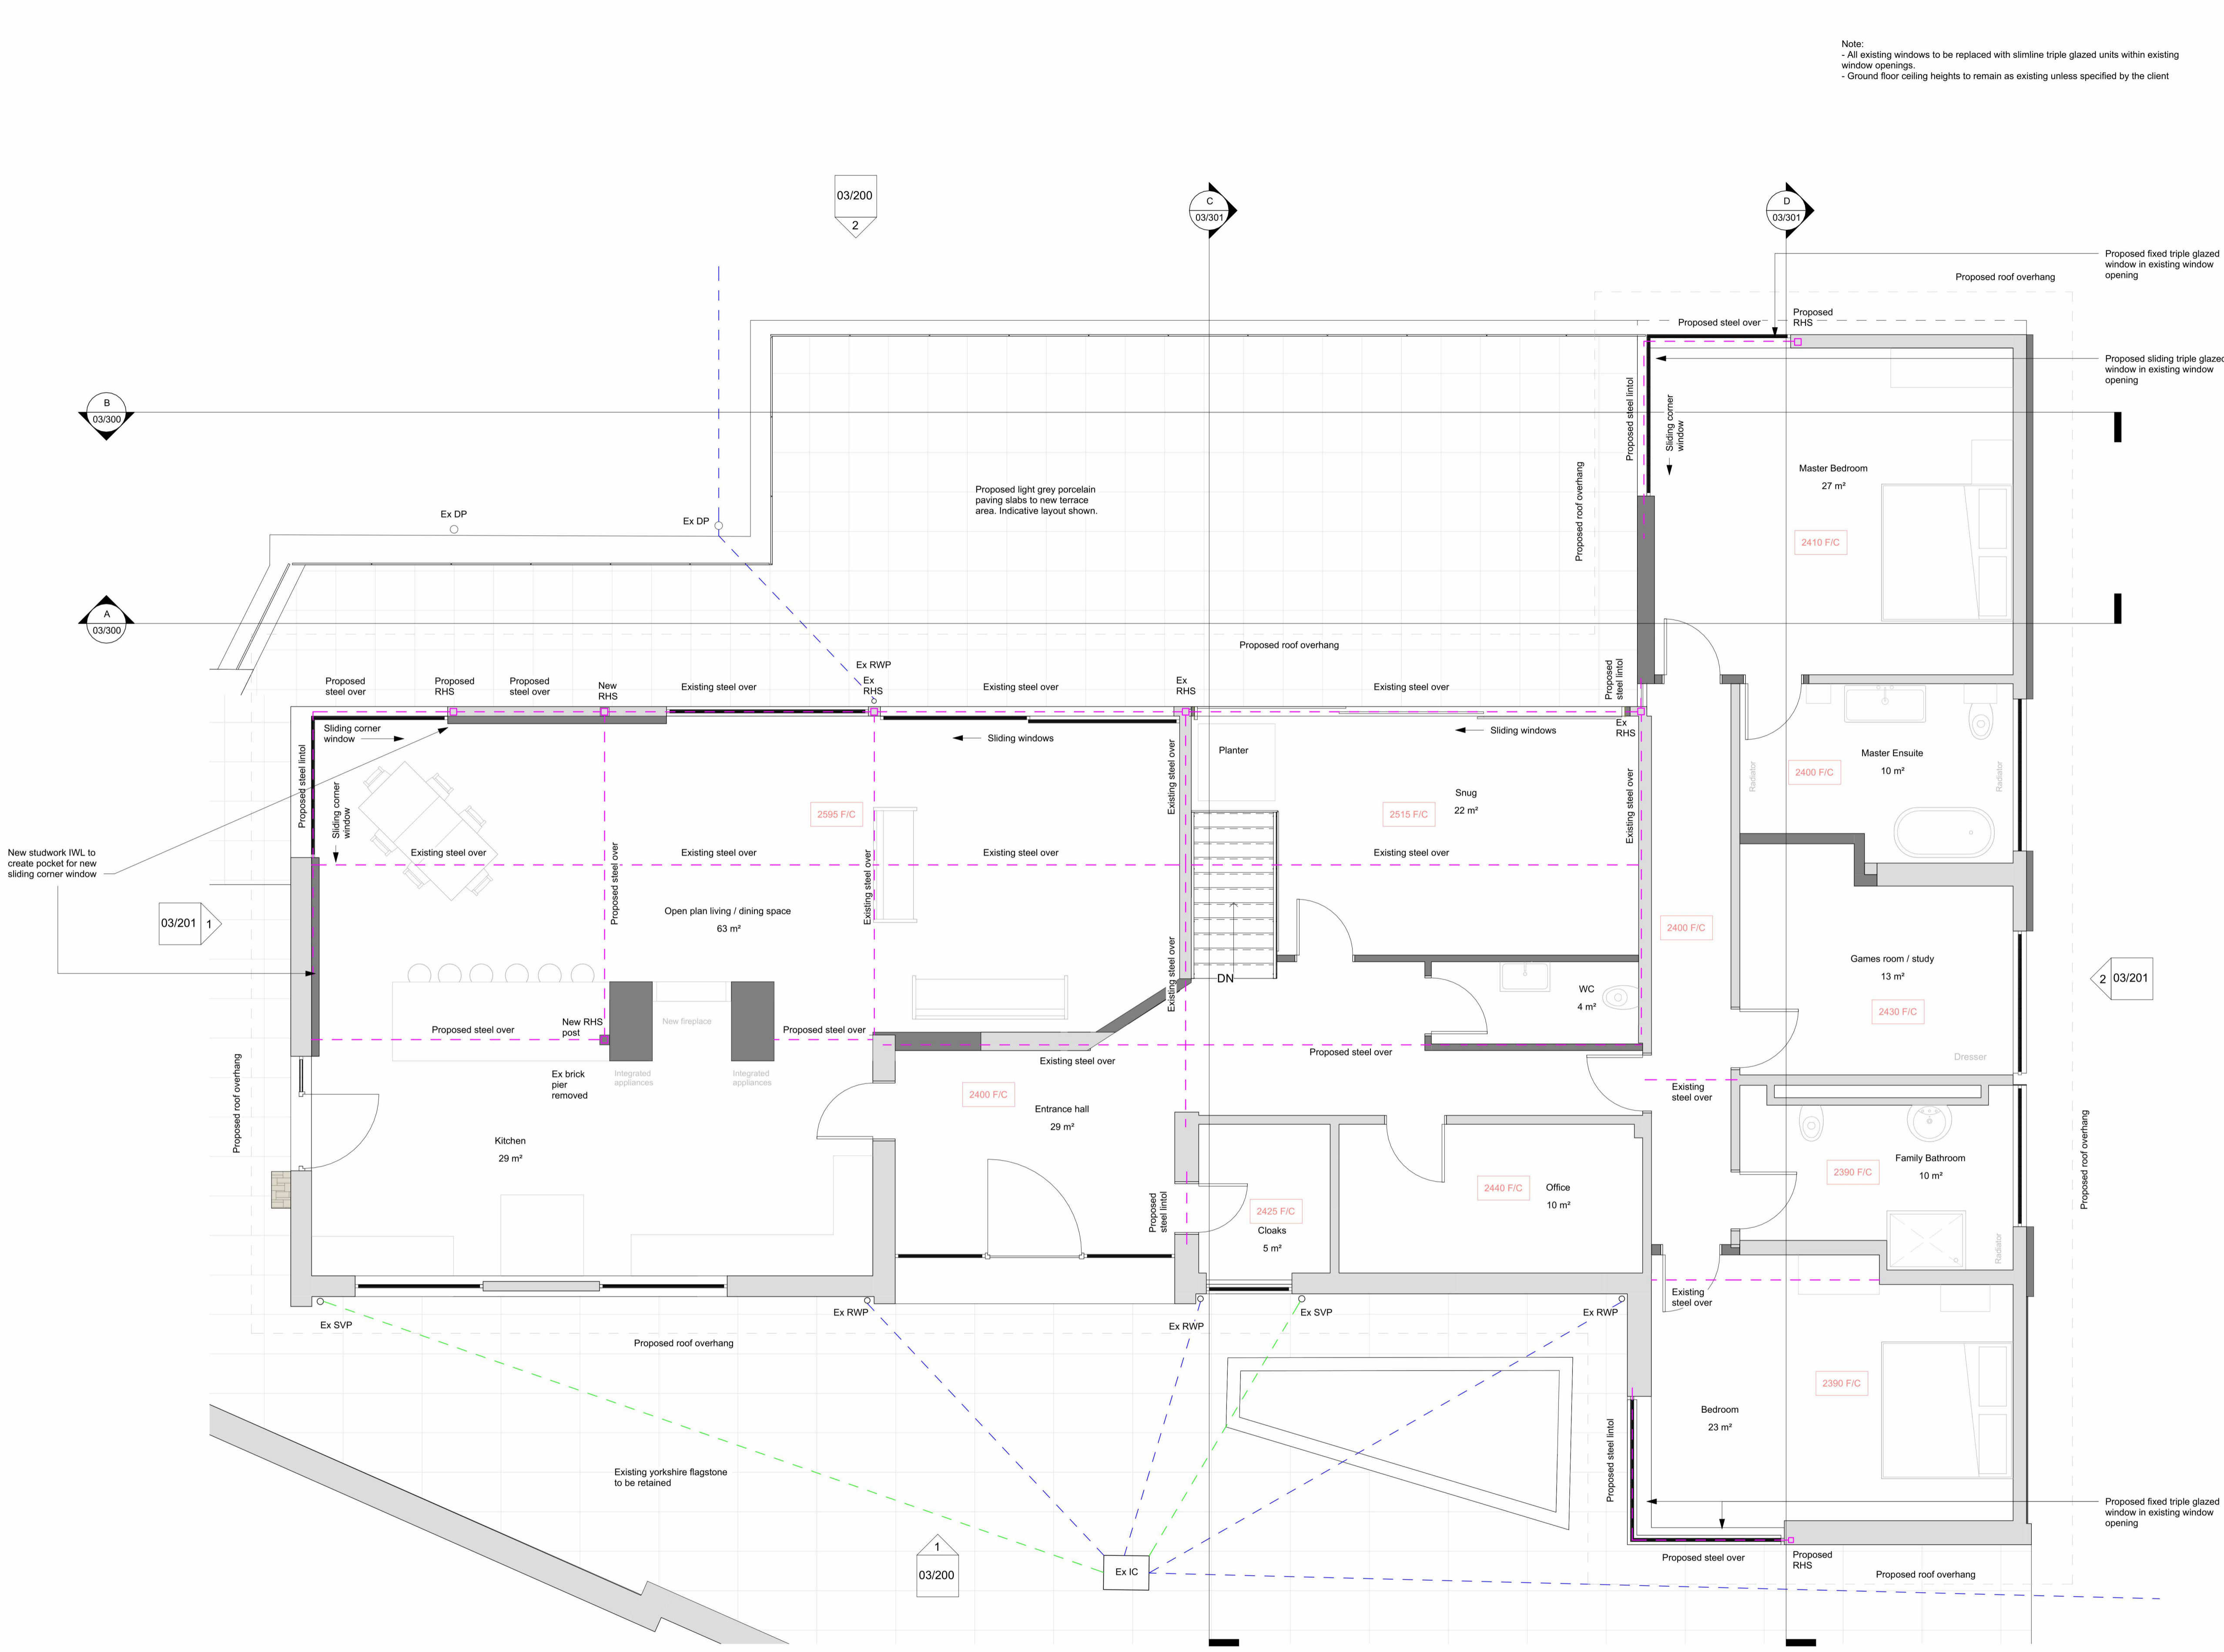 Note:
- All existing windows to be replaced with slimline triple glazed units within existing
window openings.
- Ground floor ceiling heights to remain as existing unless specified by the client
03/200
2
C
03/301
D
03/301
Proposed fixed triple glazed
window in existing window
opening
Proposed roof overhang
Proposed
RHS
Proposed steel over
Proposed sliding triple glazed
window in existing window
opening
B
03/300
Proposed steel lintol
Sliding corner
window
Master Bedroom
27 m²
2410 F/C
Proposed roof overhang
Proposed light grey porcelain
paving slabs to new terrace
area. Indicative layout shown.
Ex DP
Ex DP
A
03/300
Proposed roof overhang
Ex RWP
Proposed
steel over
Proposed
RHS
Proposed
steel over
New
RHS
Existing steel over
Ex
RHS
Existing steel over
Ex
RHS
Existing steel over
Proposed
steel lintol
Ex
RHS
Sliding corner
window
Sliding windows
Sliding windows
Planter
Proposed steel lintol
Sliding corner
window
2595 F/C
Existing steel over
Snug
22 m²
2515 F/C
Existing steel over
Master Ensuite
10 m²
2400 F/C
Radiator
Radiator
New studwork IWL to
create pocket for new
sliding corner window
Existing steel over
Existing steel over
Existing steel over
Existing steel over
Proposed steel over
Existing steel over
Open plan living / dining space
63 m²
03/201
1
2400 F/C
Games room / study
13 m²
2430 F/C
2
03/201
Existing steel over
DN
WC
4 m²
New RHS
post
New fireplace
Proposed steel over
Proposed steel over
Existing steel over
Proposed steel over
Dresser
Ex brick
pier
removed
Integrated
appliances
Integrated
appliances
2400 F/C
Entrance hall
29 m²
Existing
steel over
Proposed roof overhang
Kitchen
29 m²
Proposed
steel lintol
2425 F/C
Cloaks
5 m²
2440 F/C
Office
10 m²
Family Bathroom
10 m²
2390 F/C
Radiator
Proposed roof overhang
Existing
steel over
Ex SVP
Ex RWP
Ex RWP
Ex SVP
Ex RWP
Proposed roof overhang
2390 F/C
Bedroom
23 m²
Proposed steel lintol
Existing yorkshire flagstone
to be retained
Proposed fixed triple glazed
window in existing window
opening
1
03/200
Ex IC
Proposed steel over
Proposed
RHS
Proposed roof overhang